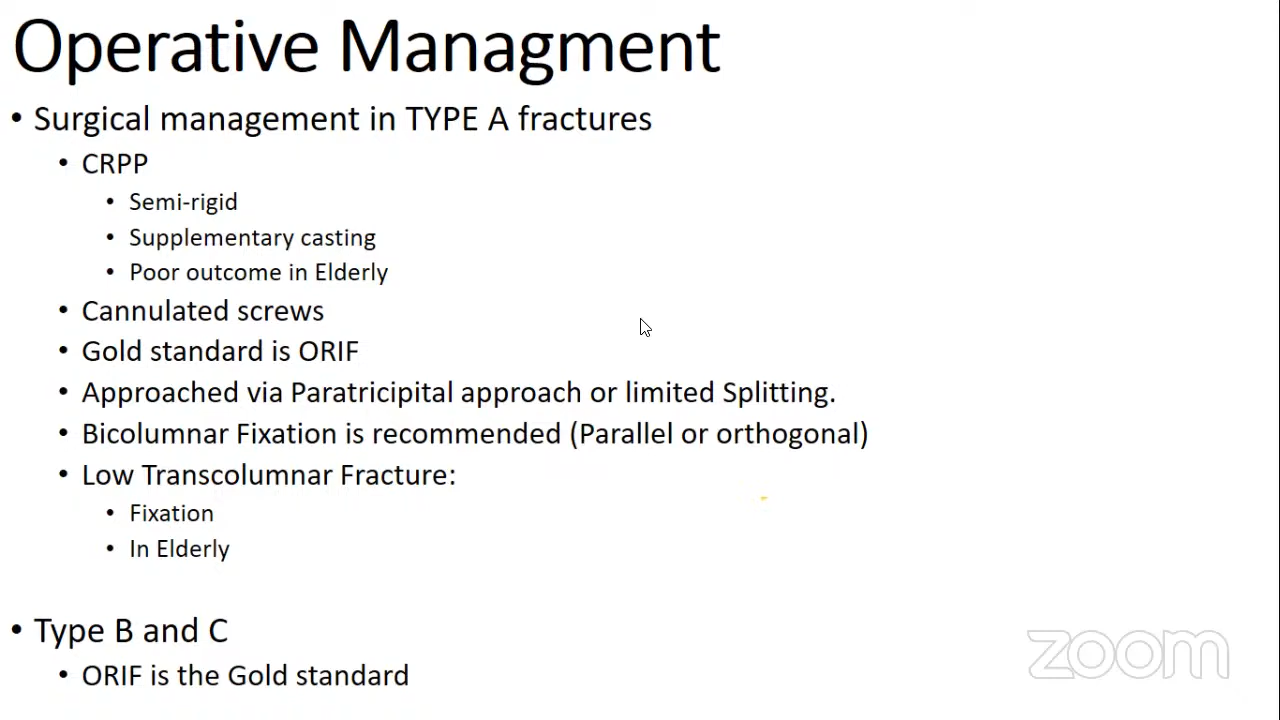 Operative Managment
• Surgical management in TYPE A fractures
• CRPP
• Semi-rigid
• Supplementary casting
• Poor outcome in Elderly
• Cannulated screws
• Gold standard is ORIF
• Approached via Paratricipital approach or limited Splitting.
• Bicolumnar Fixation is recommended (Parallel or orthogonal)
• Low Transcolumnar Fracture:
• Fixation
• In Elderly
• Type B and C
• ORIF is the Gold standard
zoom